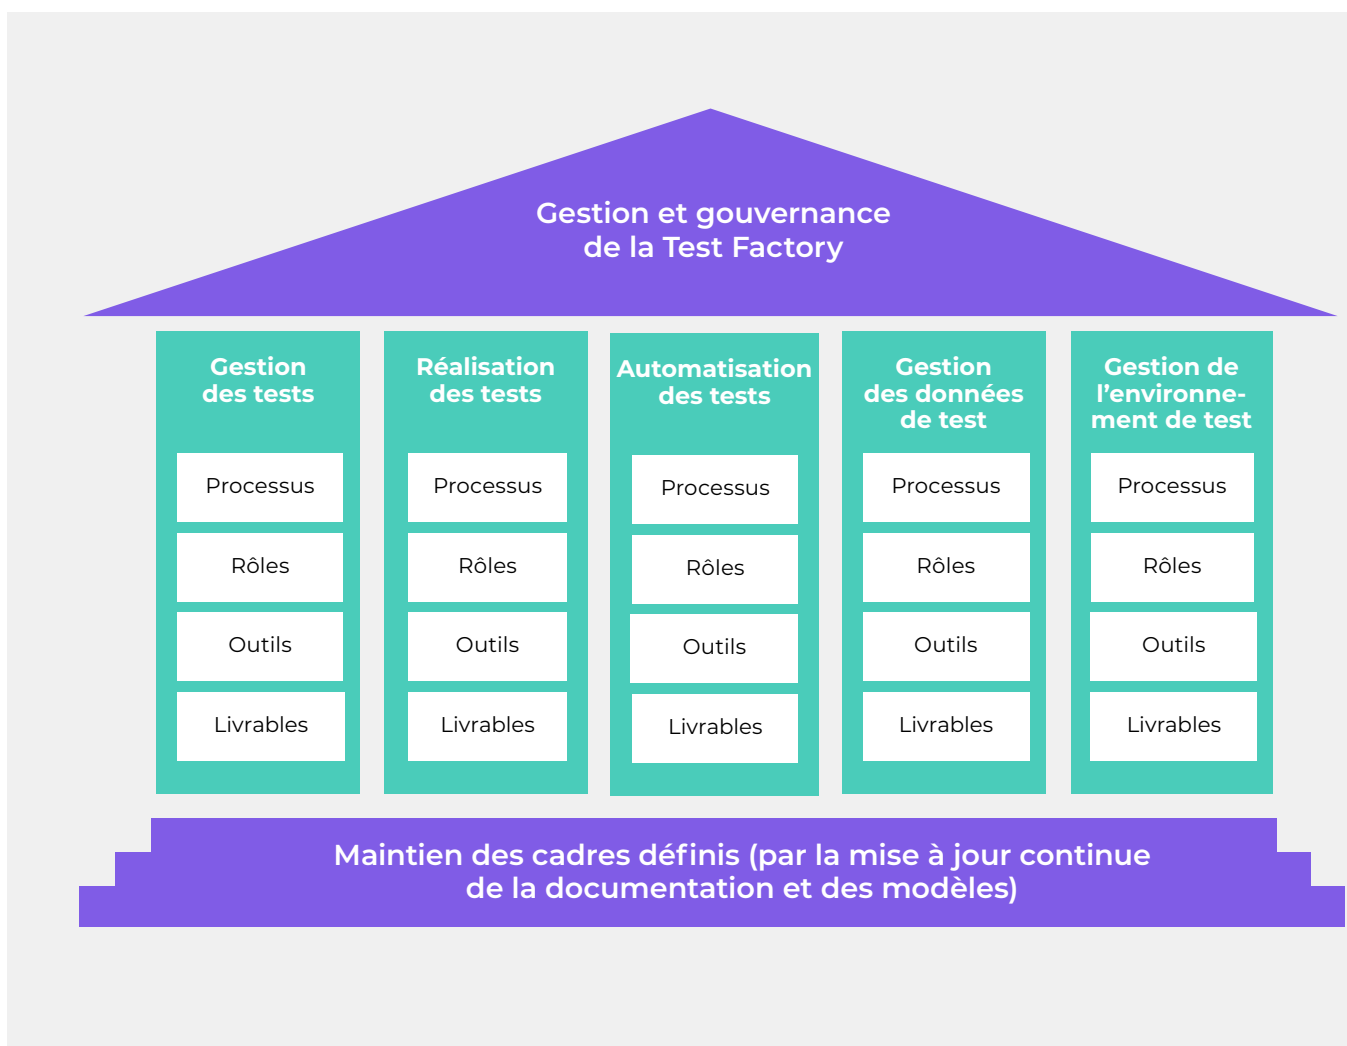 Gestion et gouvernance
de la Test Factory
Gestion
des tests
Processus
Rôles
Outils
Livrables
Réalisation
des tests
Processus
Rôles
Outils
Livrables
Automatisation
des tests
Processus
Rôles
Outils
Livrables
Gestion
des données
de test
Processus
Rôles
Outils
Livrables
Gestion de
l’environne-
ment de test
Processus
Rôles
Outils
Livrables
Maintien des cadres définis (par la mise à jour continue
de la documentation et des modèles)